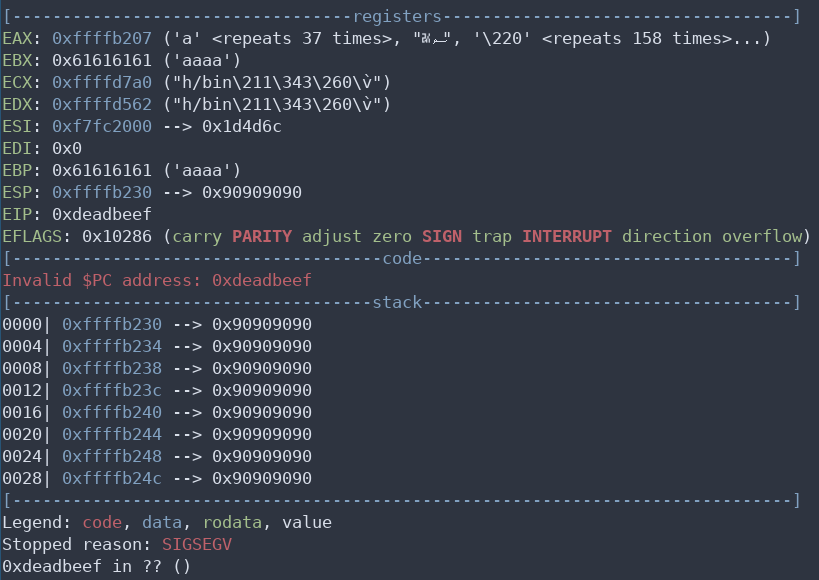 [----------------------------------registers-----------------------------------]
EAX: 0xffffb207 ('a' <repeats 37 times>, "", '\220' <repeats 158 times>...)
EBX: 0x61616161 ('aaaa')
ECX: 0xffffd7a0 ("h/bin\211\343\260\v̀")
EDX: 0xffffd562 ("h/bin\211\343\260\v̀")
ESI: 0xf7fc2000 --> 0x1d4d6c
EDI: 0x0
EBP: 0x61616161 ('aaaa')
ESP: 0xffffb230 --> 0x90909090
EIP: 0xdeadbeef
EFLAGS: 0x10286 (carry PARITY adjust zero SIGN trap INTERRUPT direction overflow)
[-------------------------------------code-------------------------------------]
Invalid $PC address: 0xdeadbeef
[------------------------------------stack-------------------------------------]
0000| 0xffffb230 --> 0x90909090
0004| 0xffffb234 --> 0x90909090
0008| 0xffffb238 --> 0x90909090
0012| 0xffffb23c --> 0x90909090
0016| 0xffffb240 --> 0x90909090
0020| 0xffffb244 --> 0x90909090
0024| 0xffffb248 --> 0x90909090
0028| 0xffffb24c --> 0x90909090
[------------------------------------------------------------------------------]
Legend: code, data, rodata, value
Stopped reason: SIGSEGV
0xdeadbeef in ?? ()